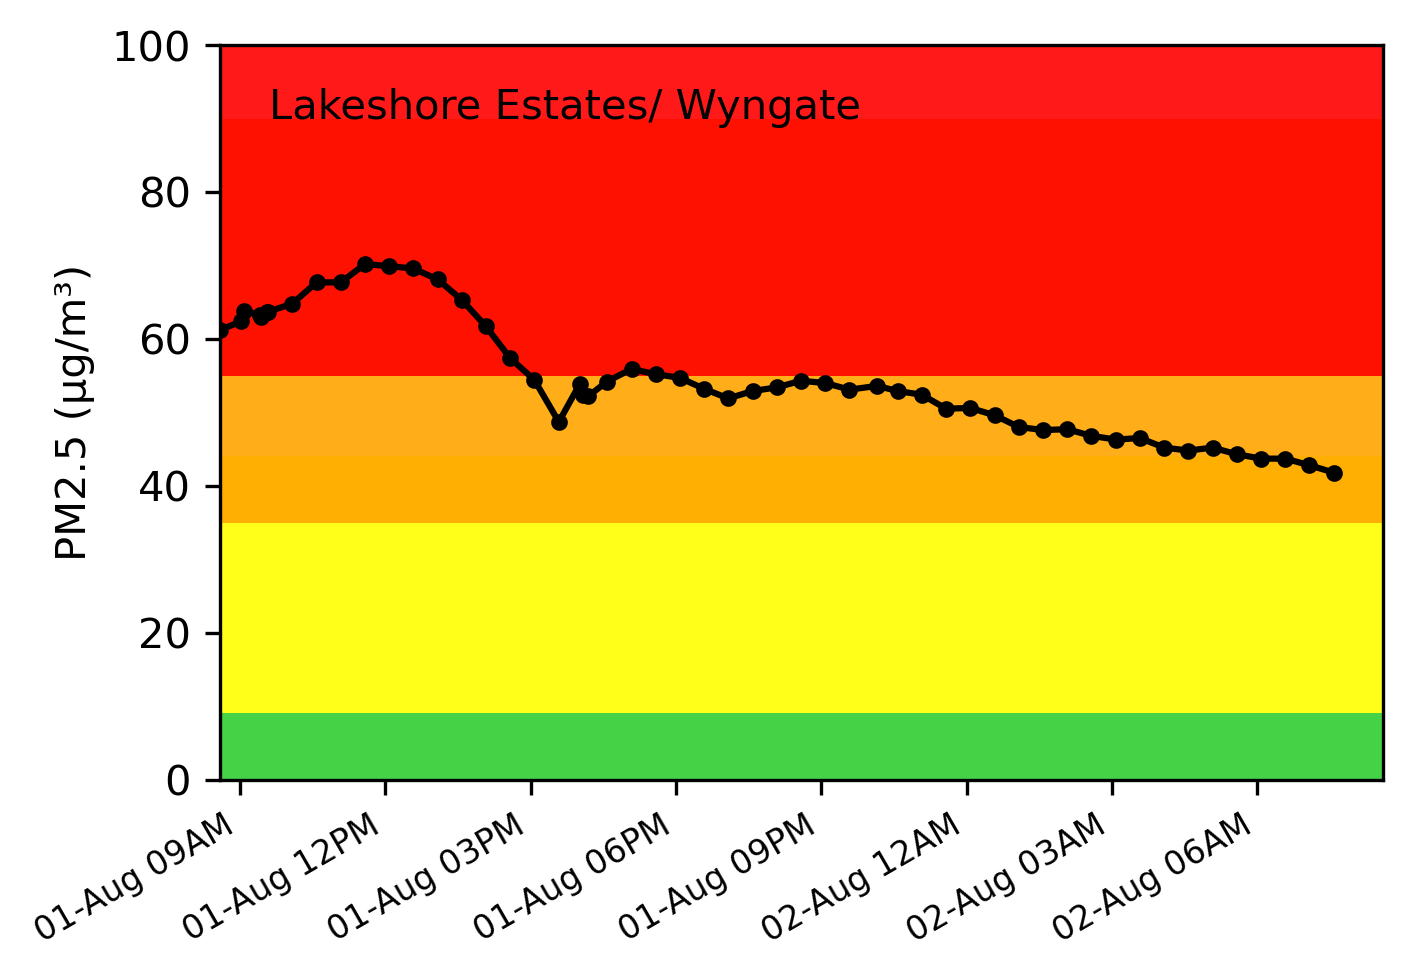 Lakeshore Estates/ Wyngate
PM2.5 (µg/m³)
100
80
60
40
20
0
01-Aug 09AM
01-Aug 12PM
01-Aug 03PM
01-Aug 06PM
01-Aug 09PM
02-Aug 12AM
02-Aug 03AM
02-Aug 06AM